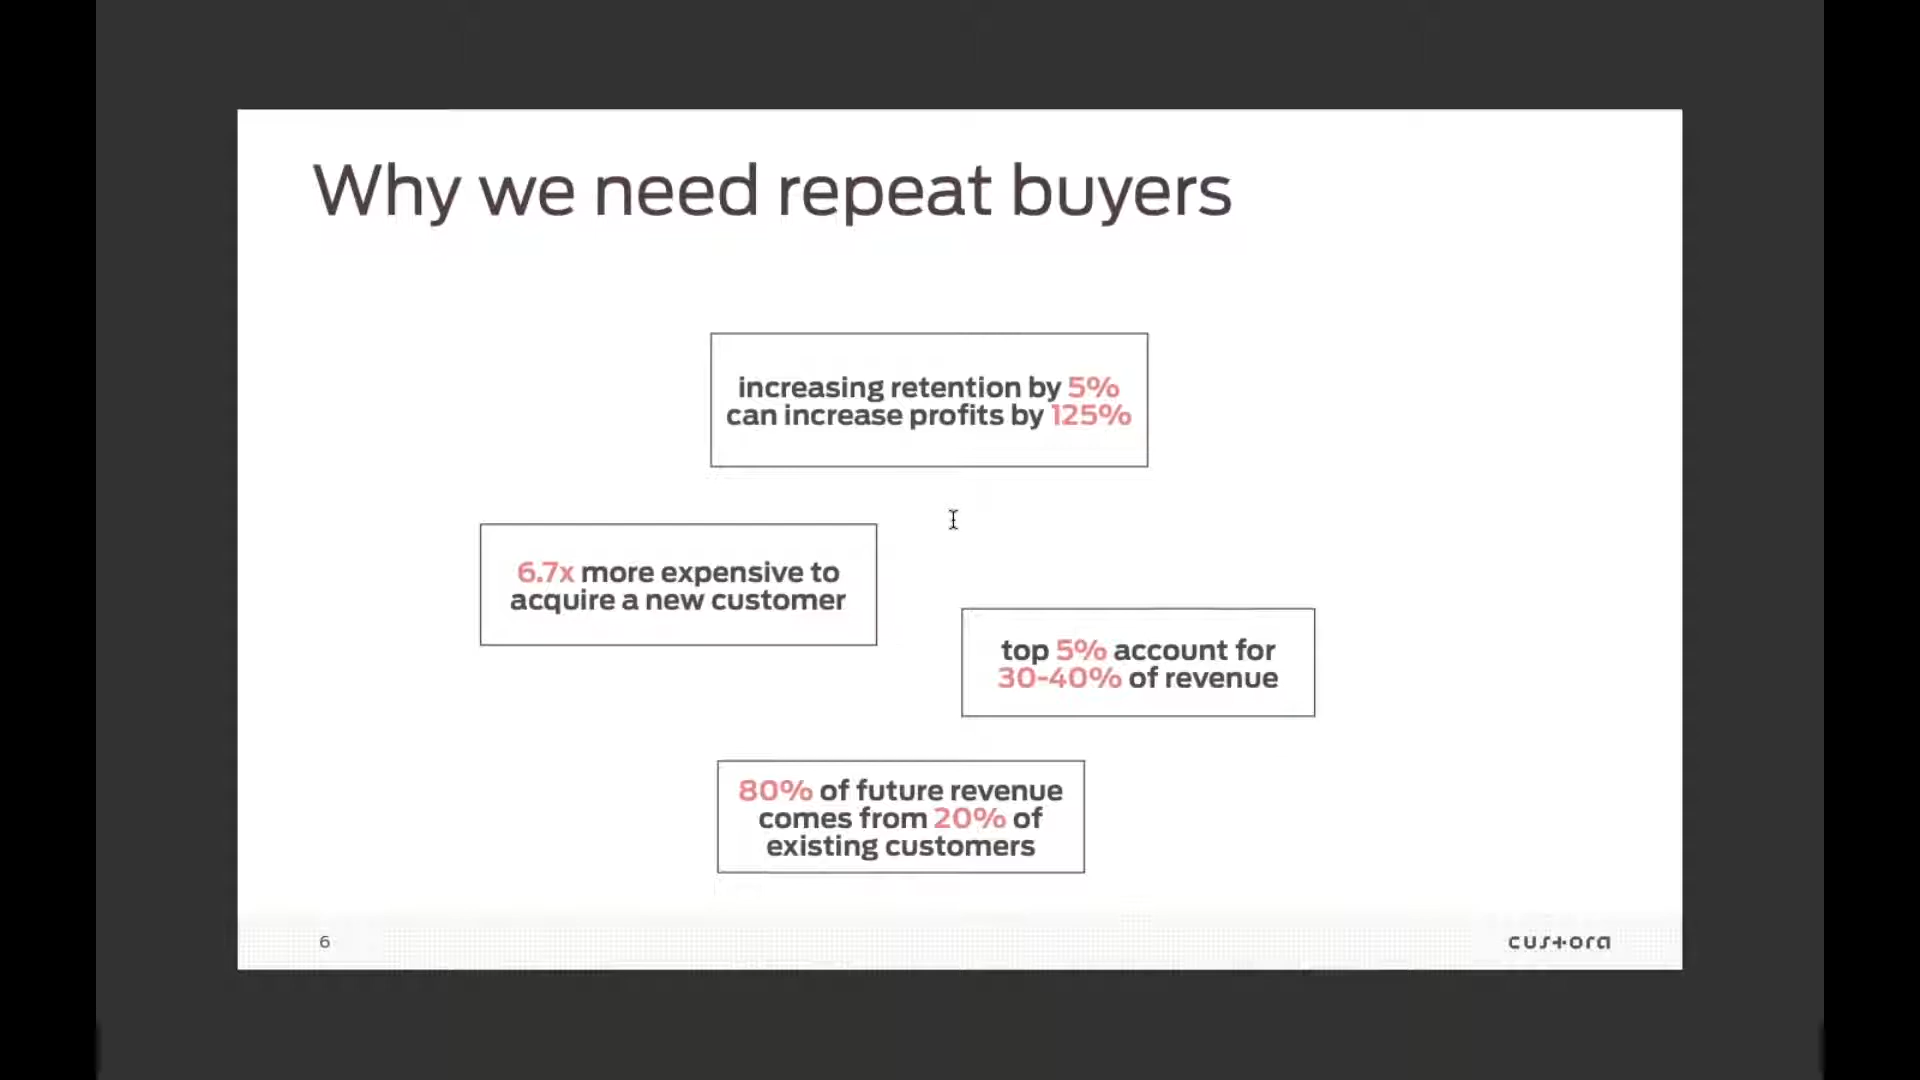 Why we need repeat buyers
increasing retention by 5%
can increase profits by 125%
6.7x more expensive to
acquire a new customer
top 5% account for
30-40% of revenue
80% of future revenue
comes from 20% of
existing customers
6
custora